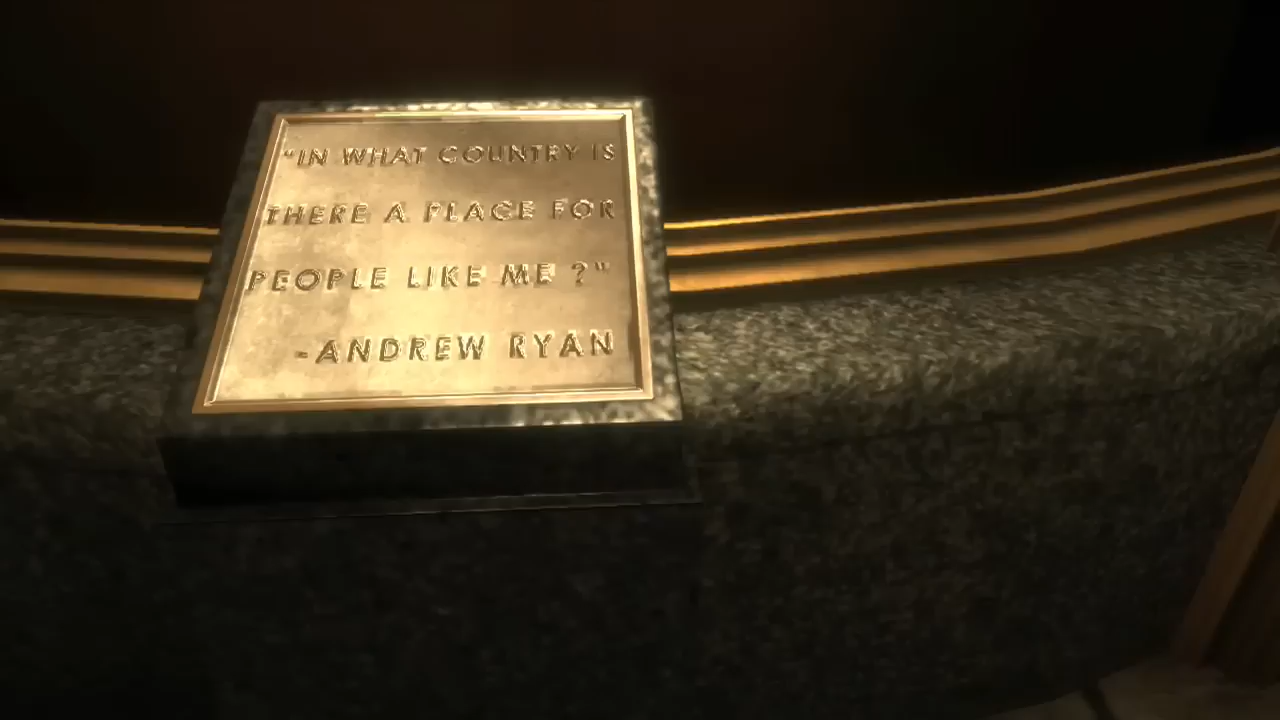 "IN WHAT COUNTRY IS
THERE A PLACE FOR
PEOPLE LIKE ME ?"
-ANDREW RYAN